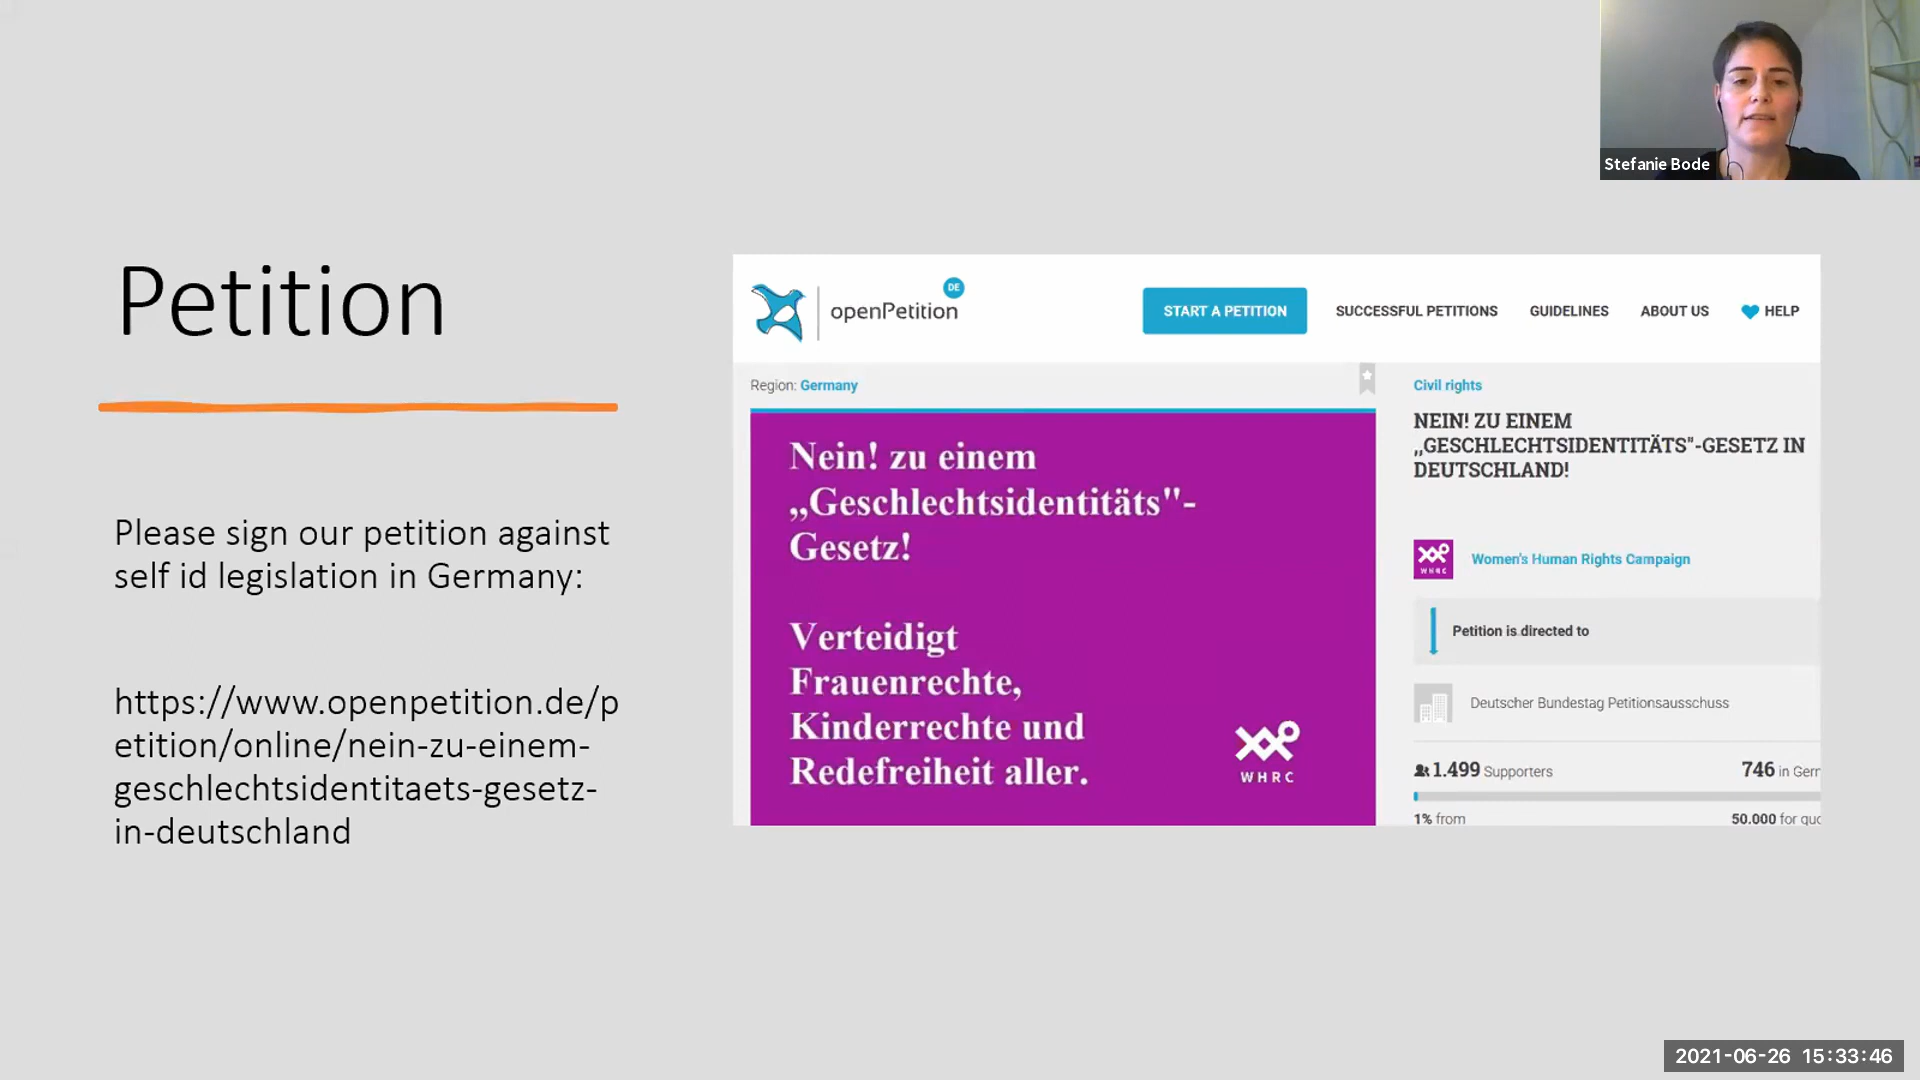 Stefanie Bode
Petition
Please sign our petition against
self id legislation in Germany:
https://www.openpetition.de/p
etition/online/nein-zu-einem-
geschlechtsidentitaets-gesetz-
in-deutschland
openPetition
DE
START A PETITION
SUCCESSFUL PETITIONS
GUIDELINES
ABOUT US
HELP
Region: Germany
Nein! zu einem
„Geschlechtsidentitäts"-
Gesetz!
Verteidigt
Frauenrechte,
Kinderrechte und
Redefreiheit aller.
WHRC
Civil rights
NEIN! ZU EINEM
„GESCHLECHTSIDENTITÄTS"-GESETZ IN
DEUTSCHLAND!
WHRC
Women's Human Rights Campaign
Petition is directed to
Deutscher Bundestag Petitionsausschuss
1.499 Supporters
746 in Gerr
1% from
50.000 for quo
2021-06-26 15:33:46